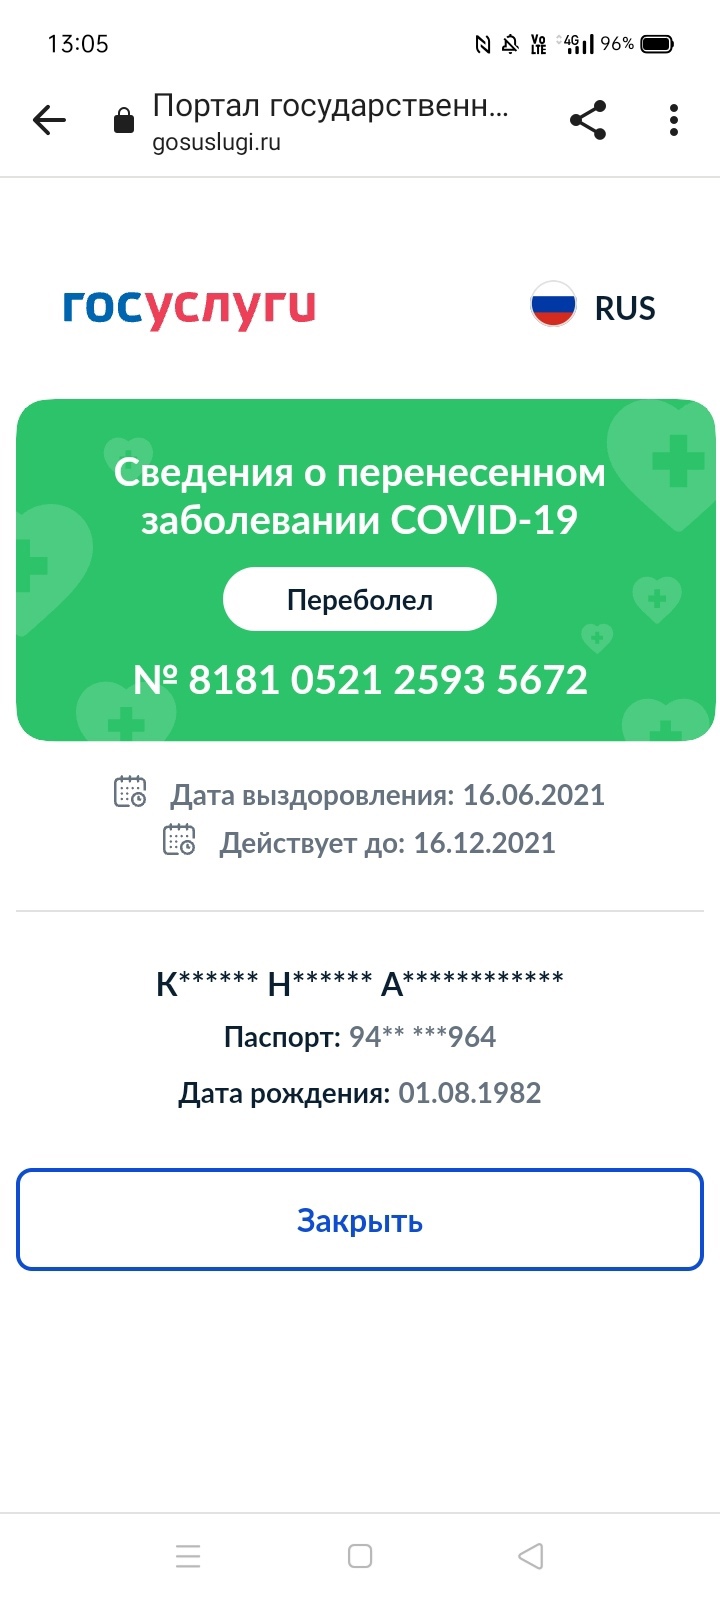 13:05
VO LTE 4G 96%
Портал государственн...
gosuslugi.ru
госуслуги
RUS
Сведения о перенесенном
заболевании COVID-19
Переболел
№ 8181 0521 2593 5672
Дата выздоровления: 16.06.2021
Действует до: 16.12.2021
К****** Н****** А************
Паспорт: 94** ***964
Дата рождения: 01.08.1982
Закрыть